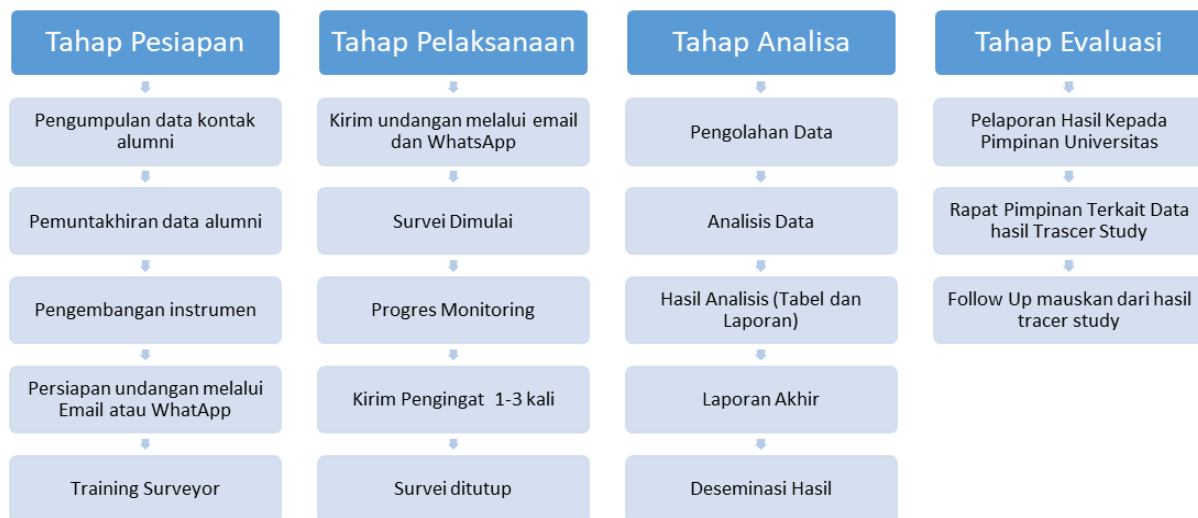 Tahap Pesiapan
Pengumpulan data kontak
alumni
Pemuntakhiran data alumni
Pengembangan instrumen
Persiapan undangan melalui
Email atau WhatApp
Training Surveyor
Tahap Pelaksanaan
Kirim undangan melalui email
dan WhatsApp
Survei Dimulai
Progres Monitoring
Kirim Pengingat 1-3 kali
Survei ditutup
Tahap Analisa
Pengolahan Data
Analisis Data
Hasil Analisis (Tabel dan
Laporan)
Laporan Akhir
Deseminasi Hasil
Tahap Evaluasi
Pelaporan Hasil Kepada
Pimpinan Universitas
Rapat Pimpinan Terkait Data
hasil Trascer Study
Follow Up mauskan dari hasil
tracer study